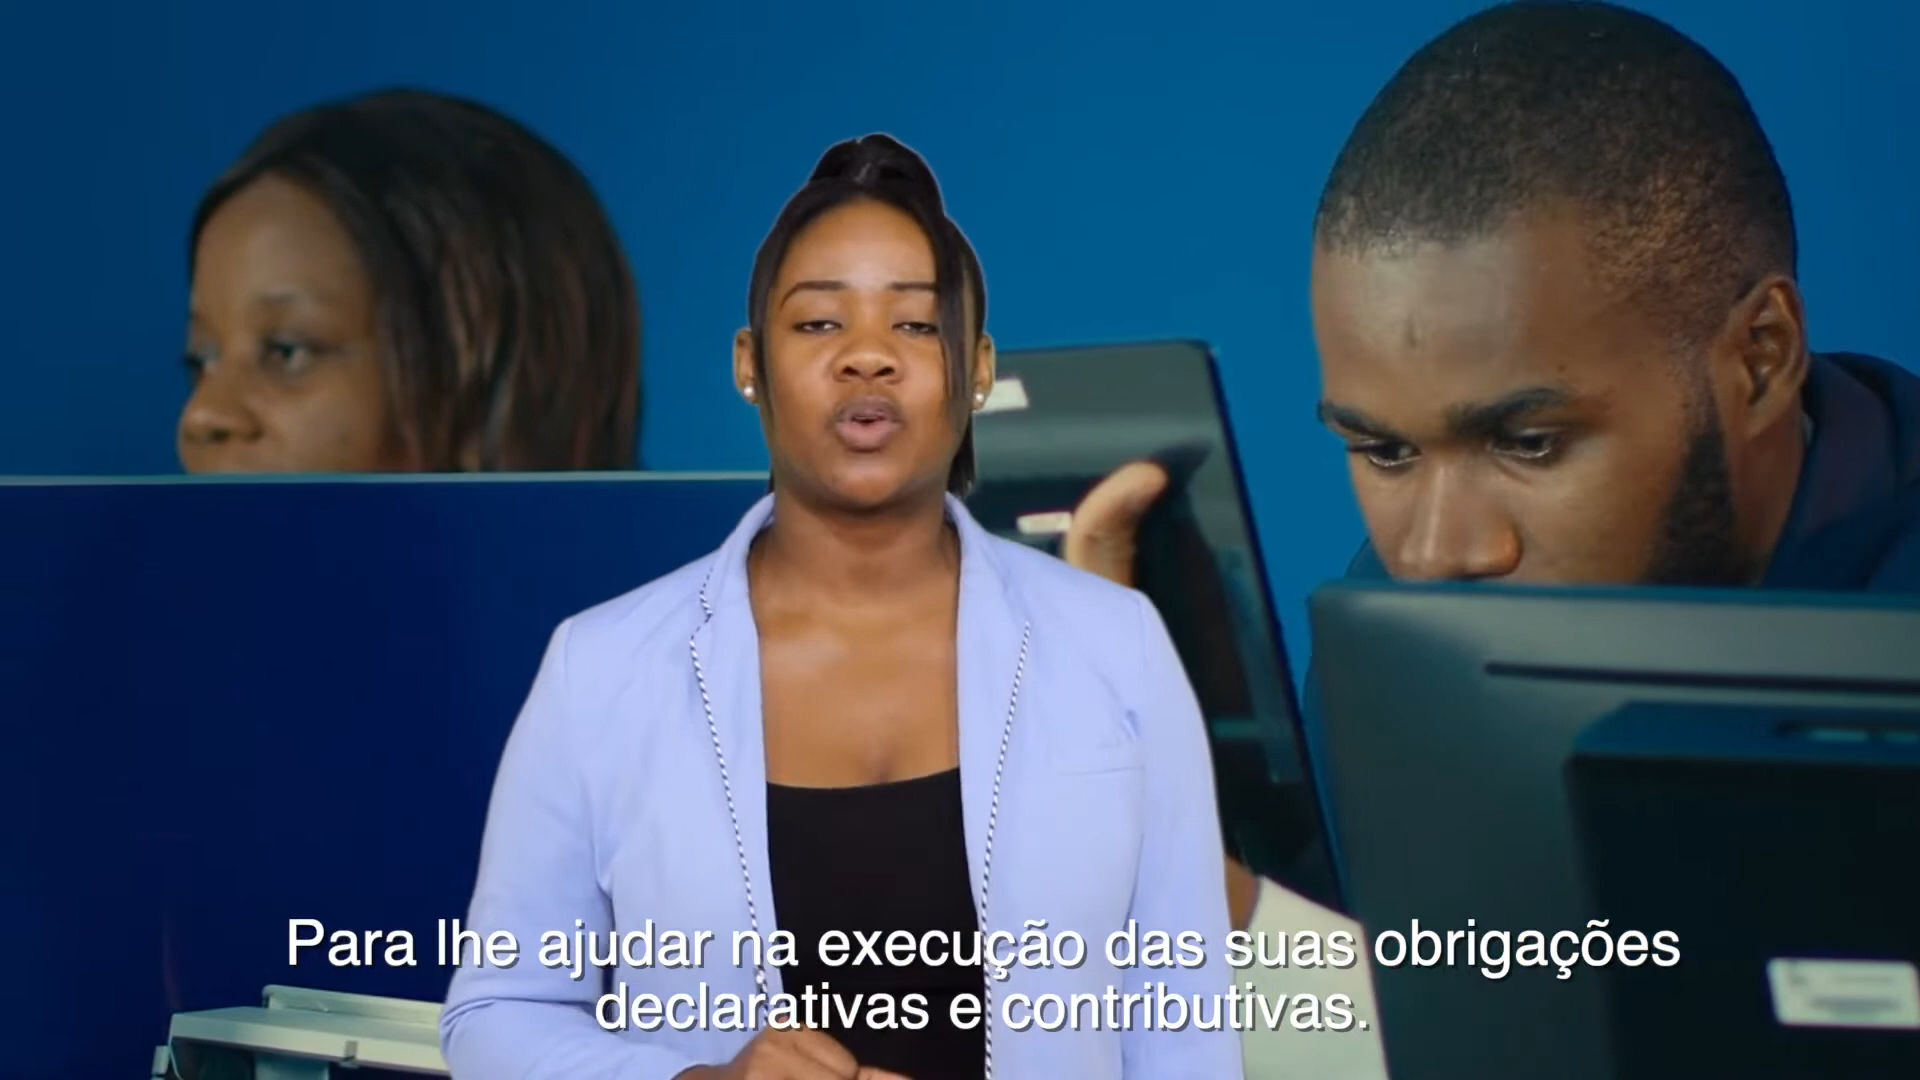 Para lhe ajudar na execução das suas obrigações
declarativas e contributivas.